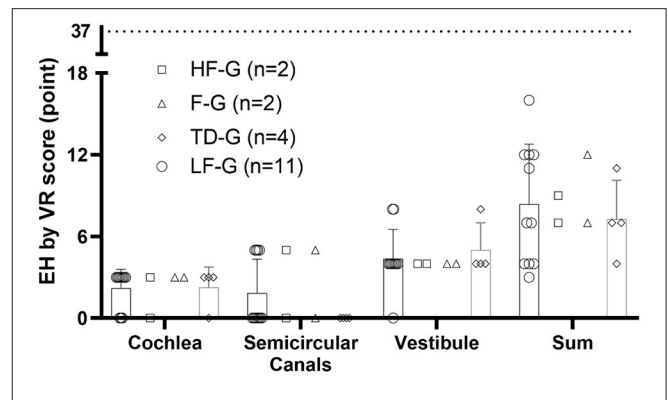 37
18
12
6
0
EH by VR score (point)
HF-G (n=2)
F-G (n=2)
TD-G (n=4)
LF-G (n=11)
Cochlea
Semicircular
Canals
Vestibule
Sum